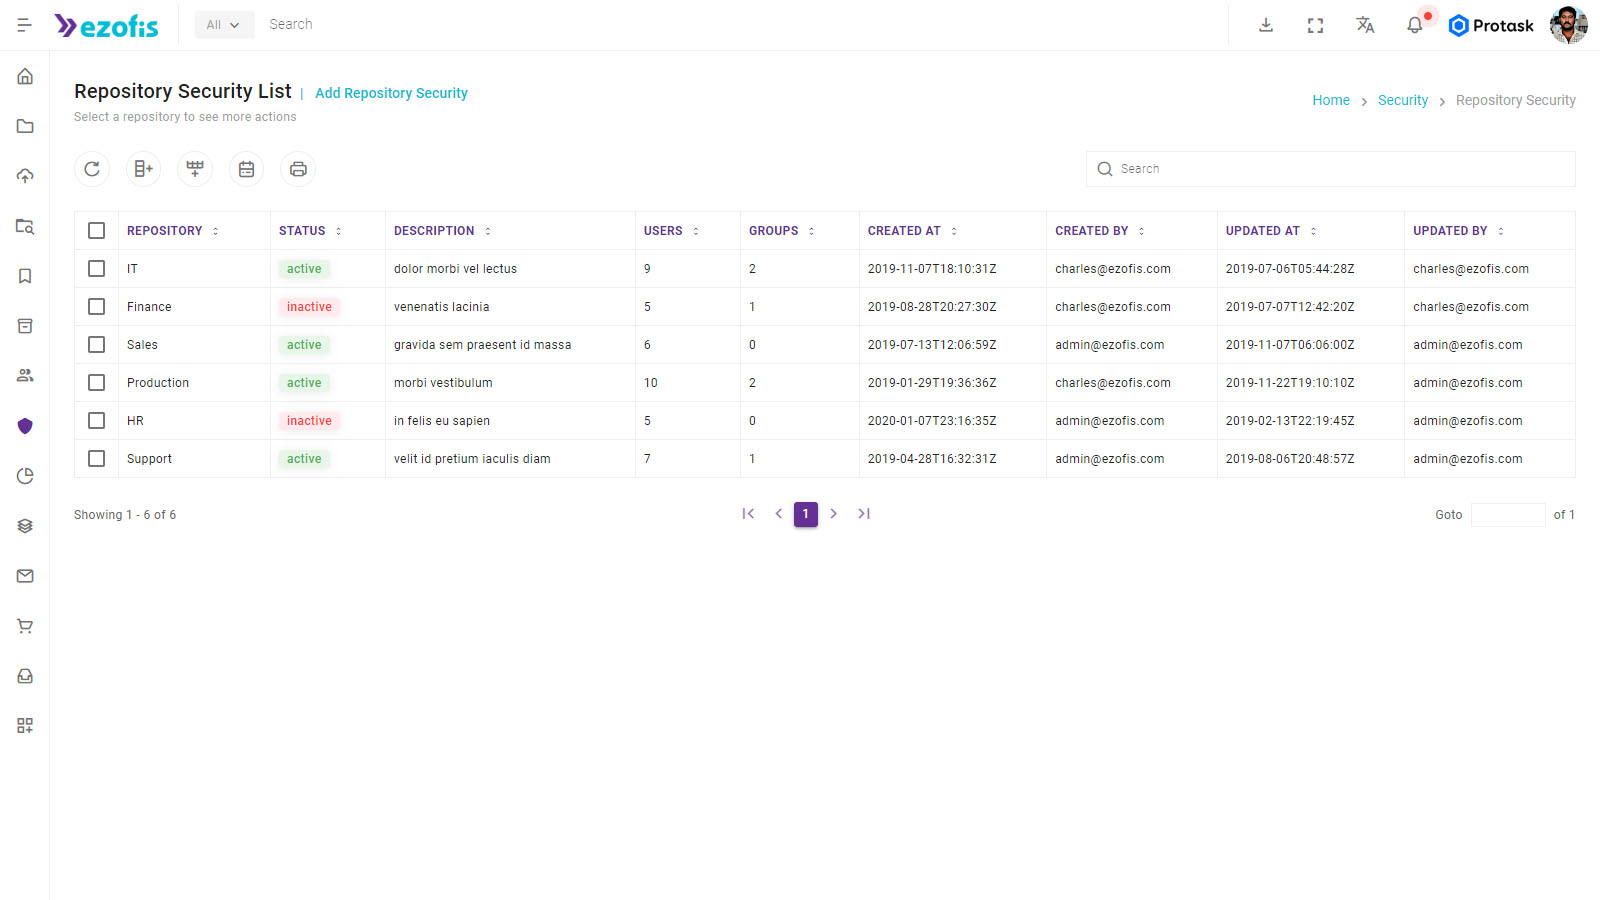 ezofis All Search Protask
Repository Security List | Add Repository Security
Home > Security > Repository Security
Select a repository to see more actions
Search
REPOSITORY STATUS DESCRIPTION USERS GROUPS CREATED AT CREATED BY UPDATED AT UPDATED BY
IT active dolor morbi vel lectus 9 2 2019-11-07T18:10:31Z charles@ezofis.com 2019-07-06T05:44:28Z charles@ezofis.com
Finance inactive venenatis lacinia 5 1 2019-08-28T20:27:30Z charles@ezofis.com 2019-07-07T12:42:20Z charles@ezofis.com
Sales active gravida sem praesent id massa 6 0 2019-07-13T12:06:59Z admin@ezofis.com 2019-11-07T06:06:00Z admin@ezofis.com
Production active morbi vestibulum 10 2 2019-01-29T19:36:36Z charles@ezofis.com 2019-11-22T19:10:10Z admin@ezofis.com
HR inactive in felis eu sapien 5 0 2020-01-07T23:16:35Z admin@ezofis.com 2019-02-13T22:19:45Z admin@ezofis.com
Support active velit id pretium iaculis diam 7 1 2019-04-28T16:32:31Z admin@ezofis.com 2019-08-06T20:48:57Z admin@ezofis.com
Showing 1 - 6 of 6 1 Goto of 1